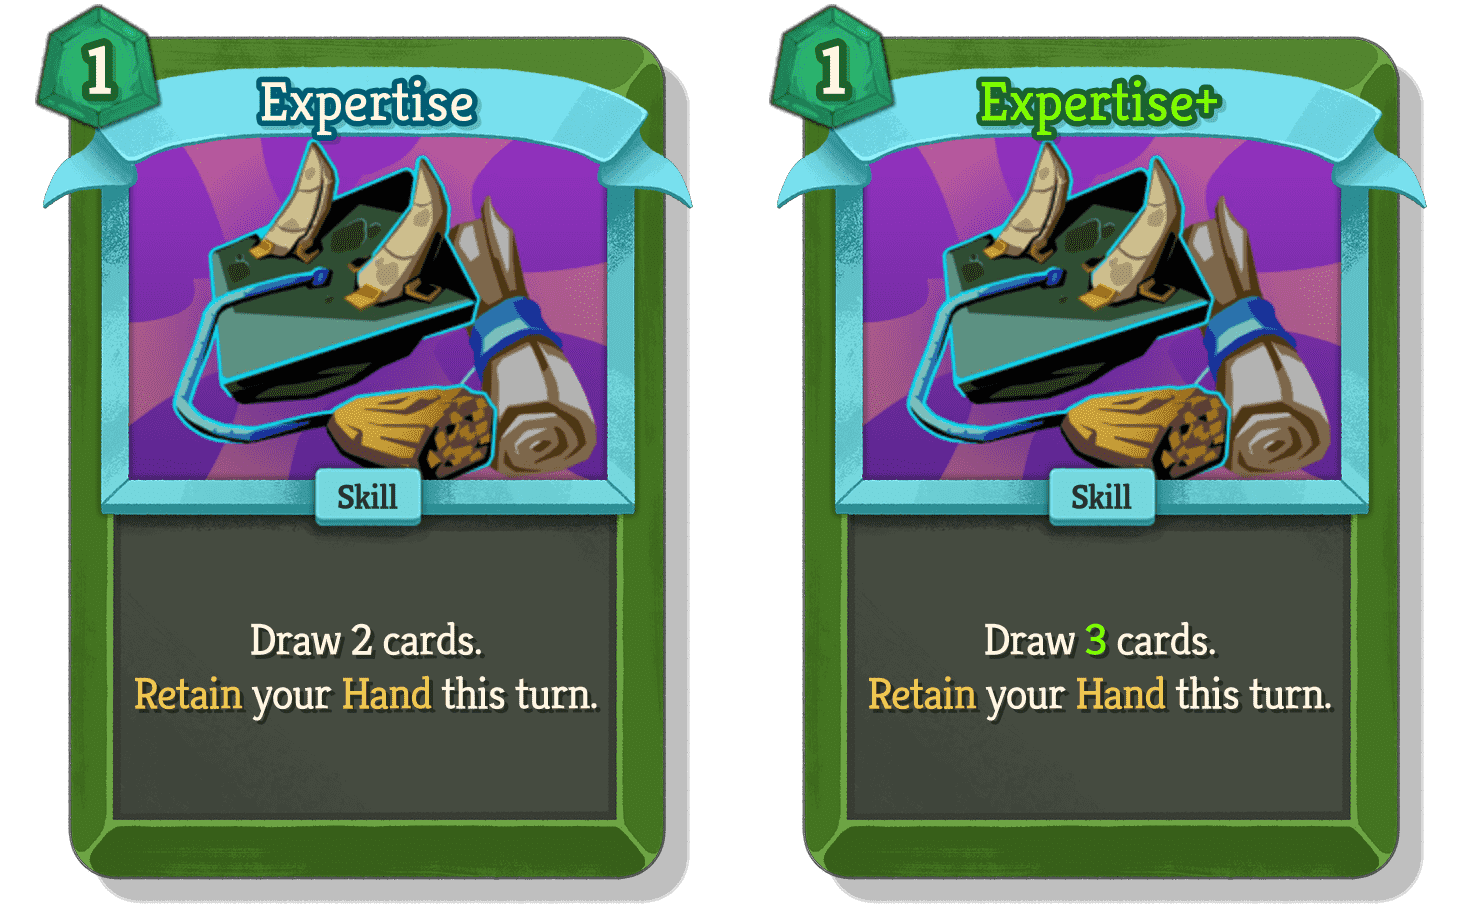 1
Expertise
Skill
Draw 2 cards.
Retain your Hand this turn.
1
Expertise+
Skill
Draw 3 cards.
Retain your Hand this turn.